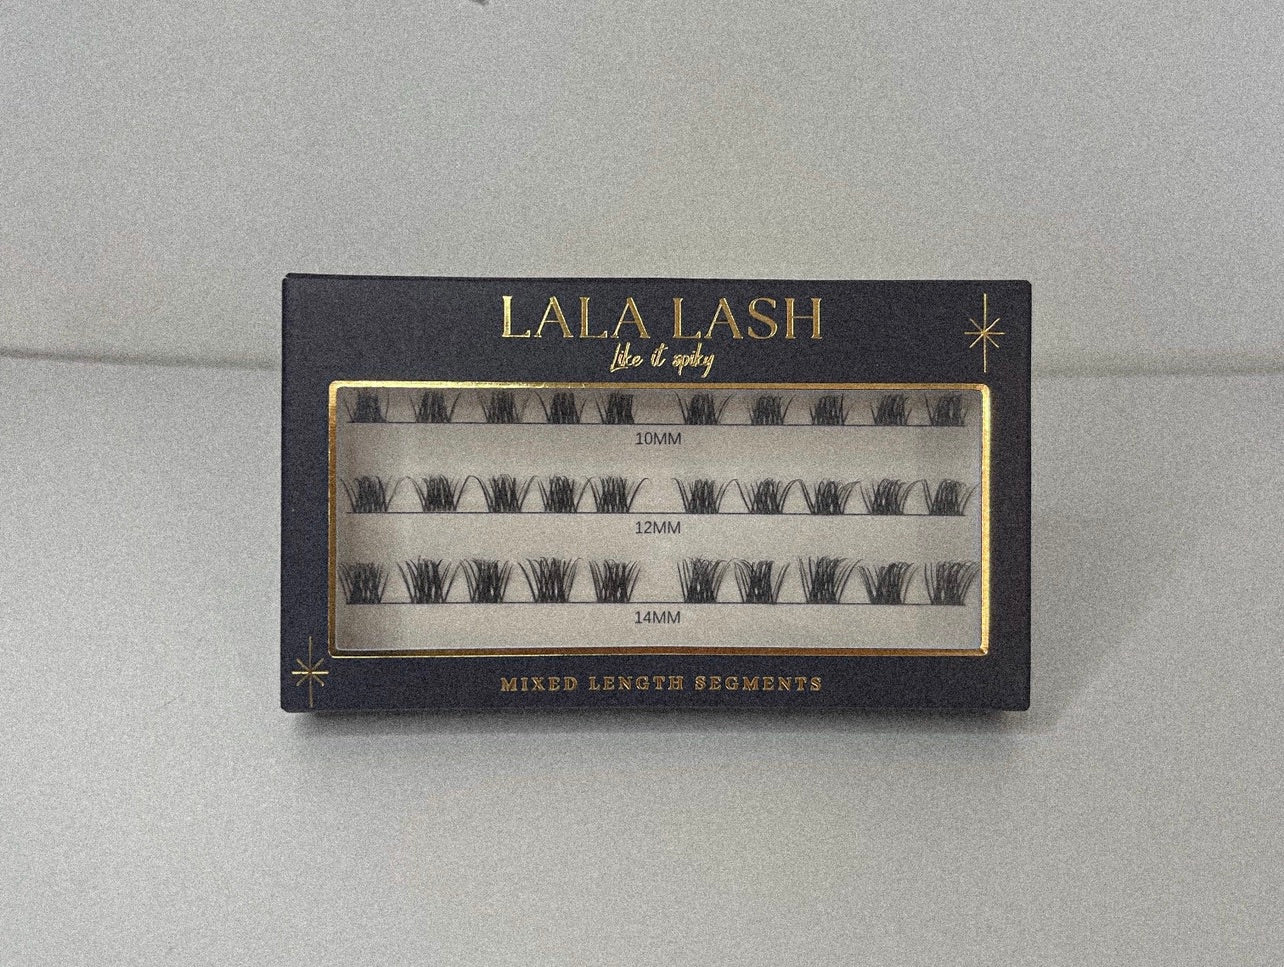 LALA LASH
Like it spiky
10MM
12MM
14MM
MIXED LENGTH SEGMENTS